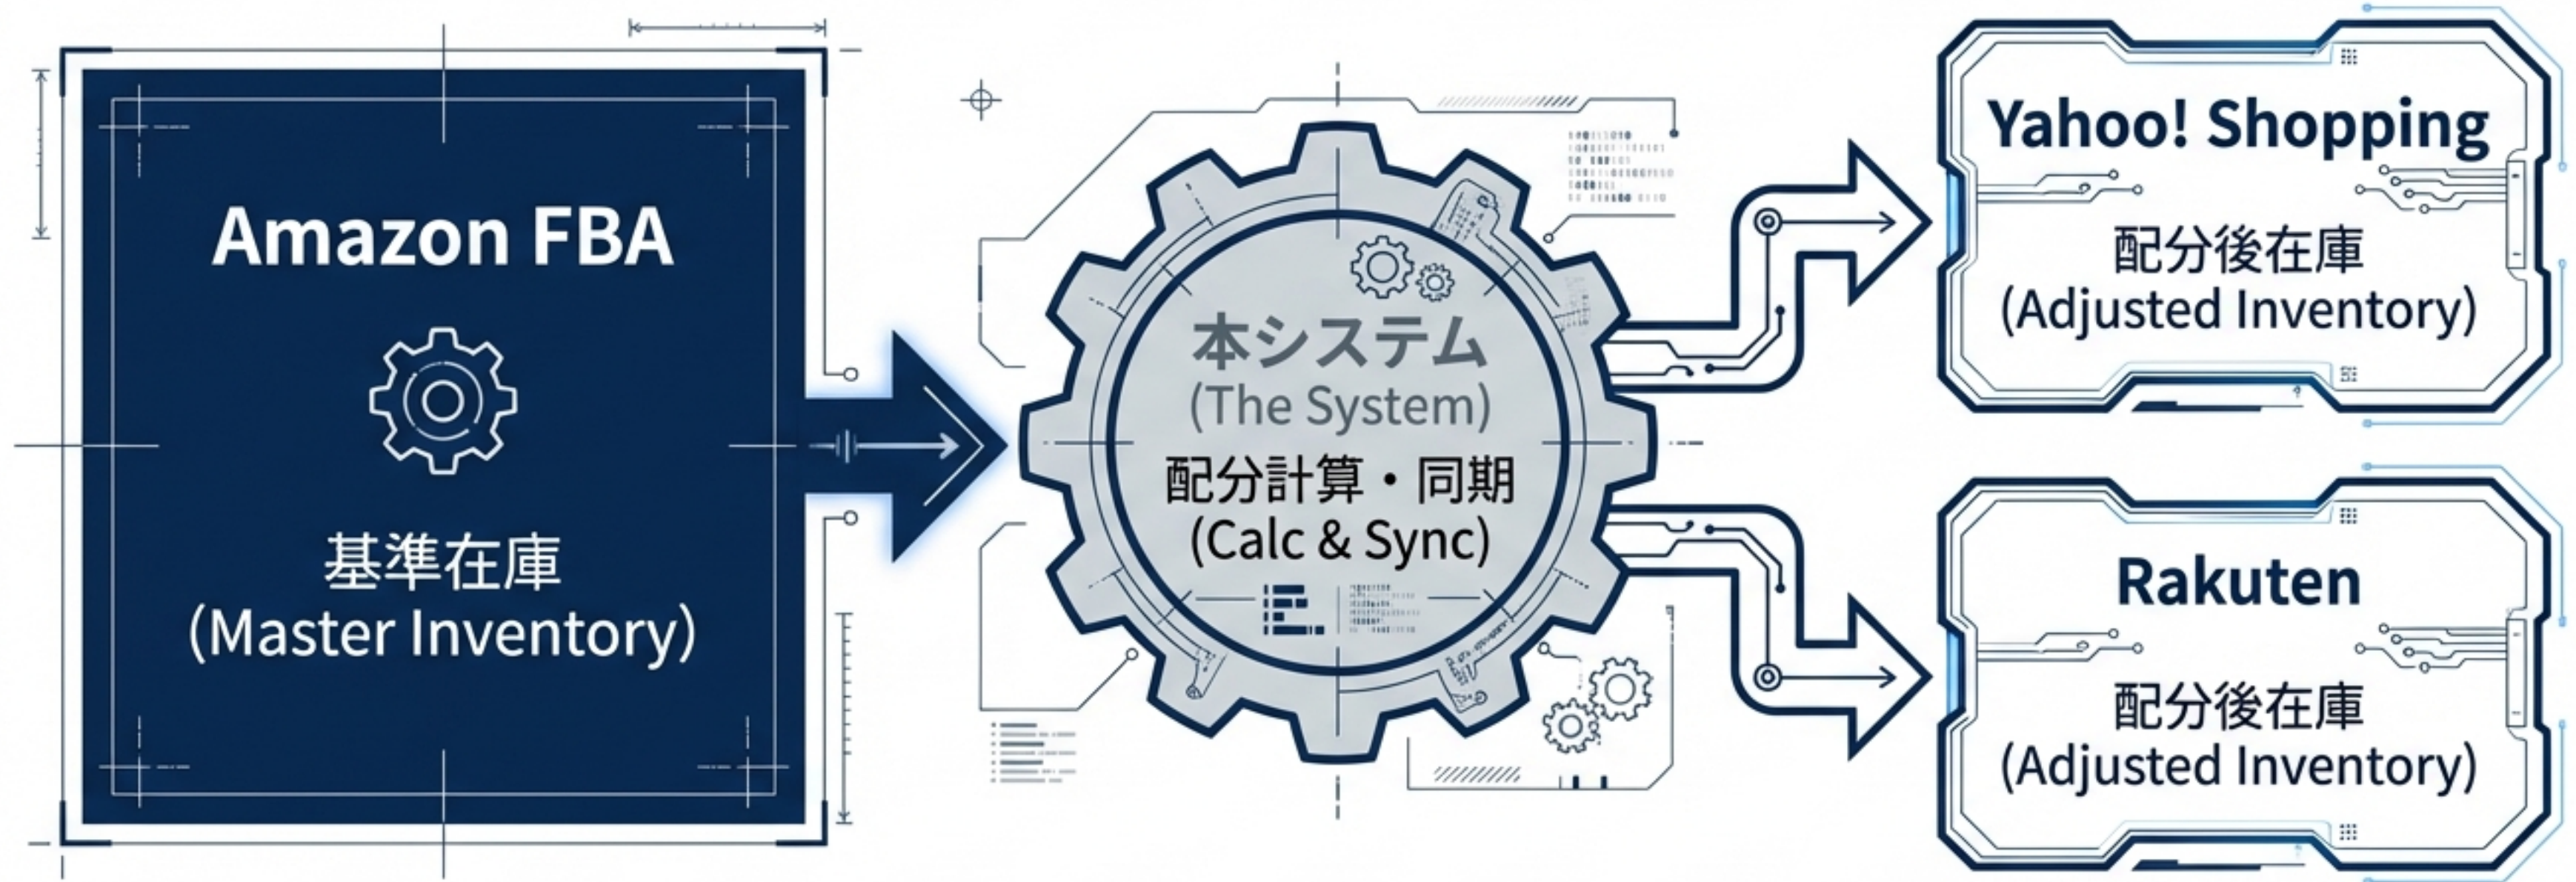 Amazon FBA
基準在庫
(Master Inventory)
本システム
(The System)
配分計算・同期
(Calc & Sync)
Yahoo! Shopping
配分後在庫
(Adjusted Inventory)
Rakuten
配分後在庫
(Adjusted Inventory)